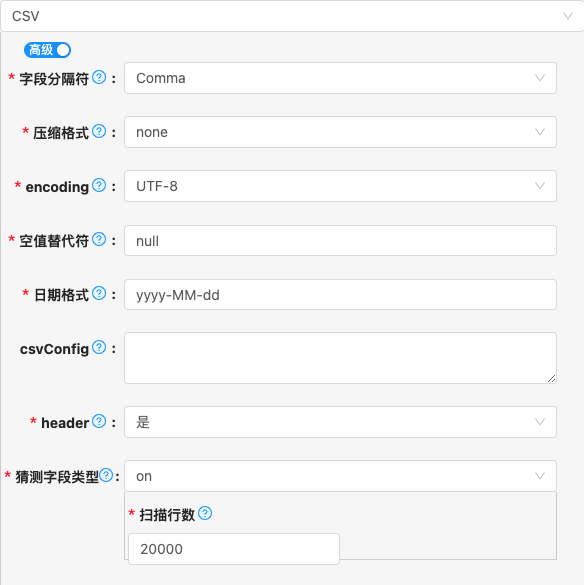 CSV
高级
* 字段分隔符 ? : Comma
* 压缩格式 ? : none
* encoding ? : UTF-8
* 空值替代符 ? : null
* 日期格式 ? : yyyy-MM-dd
csvConfig ? :
* header ? : 是
* 猜测字段类型 ? : on
* 扫描行数 ?
20000